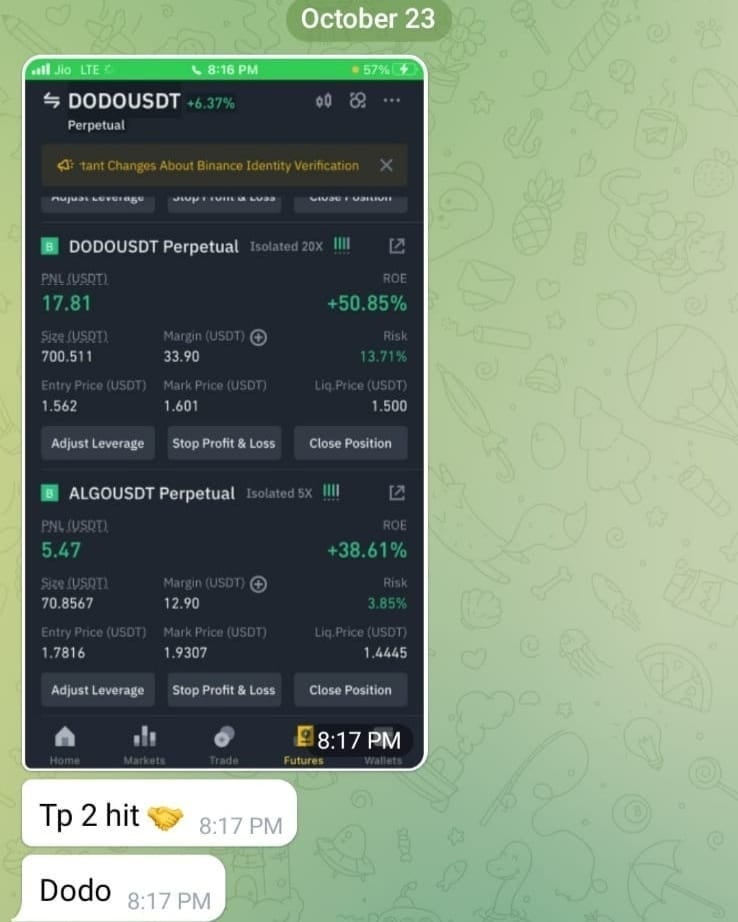 October 23
Jio LTE 8:16 PM 57%
DODOUSDT +6.37%
Perpetual
tant Changes About Binance Identity Verification
Adjust Leverage Stop Profit & Loss Close Position
B DODOUSDT Perpetual Isolated 20X
PNL (USDT) ROE
17.81 +50.85%
Size (USDT) Margin (USDT) Risk
700.511 33.90 13.71%
Entry Price (USDT) Mark Price (USDT) Liq.Price (USDT)
1.562 1.601 1.500
Adjust Leverage Stop Profit & Loss Close Position
B ALGOUSDT Perpetual Isolated 5X
PNL (USDT) ROE
5.47 +38.61%
Size (USDT) Margin (USDT) Risk
70.8567 12.90 3.85%
Entry Price (USDT) Mark Price (USDT) Liq.Price (USDT)
1.7816 1.9307 1.4445
Adjust Leverage Stop Profit & Loss Close Position
8:17 PM
Home Markets Trade Futures Wallets
Tp 2 hit 🤝 8:17 PM
Dodo 8:17 PM